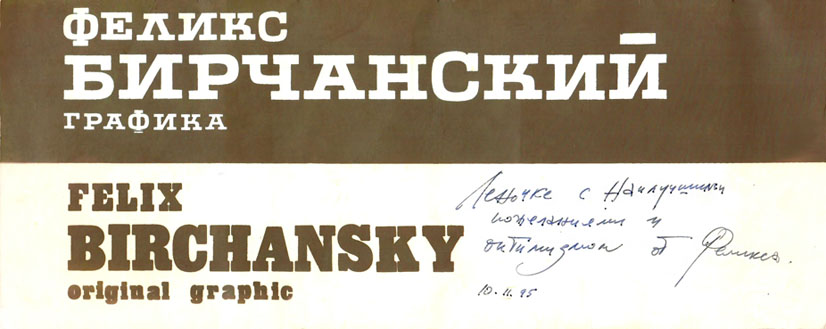 ФЕЛИКС
БИРЧАНСКИЙ
ГРАФИКА
FELIX
BIRCHANSKY
original graphic
Леночке с Наилучшими
пожеланиями и
оптимизмом от Феликса.
10.11.95